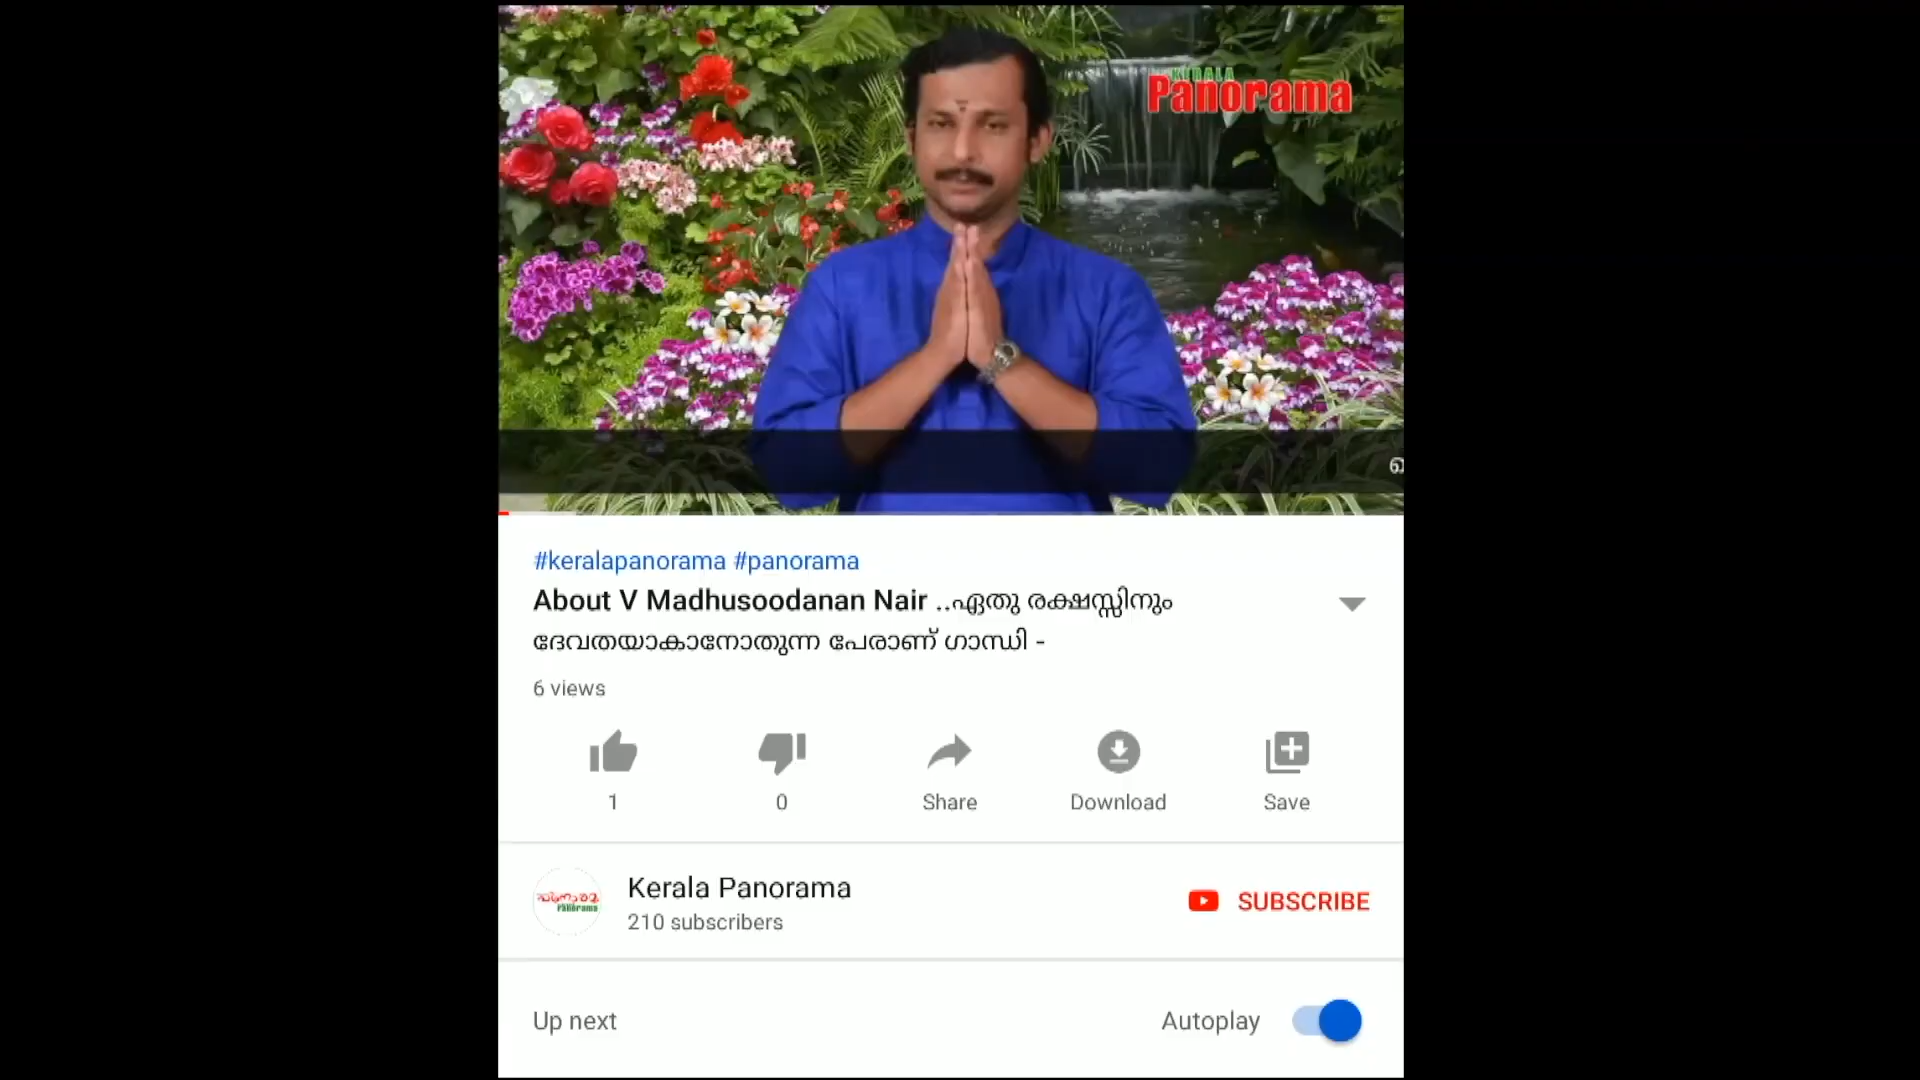 KERALA
Panorama
#keralapanorama #panorama
About V Madhusoodanan Nair ..ഏതു രക്ഷസ്സിനും
ദേവതയാകാനോതുന്ന പേരാണ് ഗാന്ധി -
6 views
1 0 Share Download Save
Panorama
Kerala Panorama
210 subscribers
SUBSCRIBE
Up next Autoplay